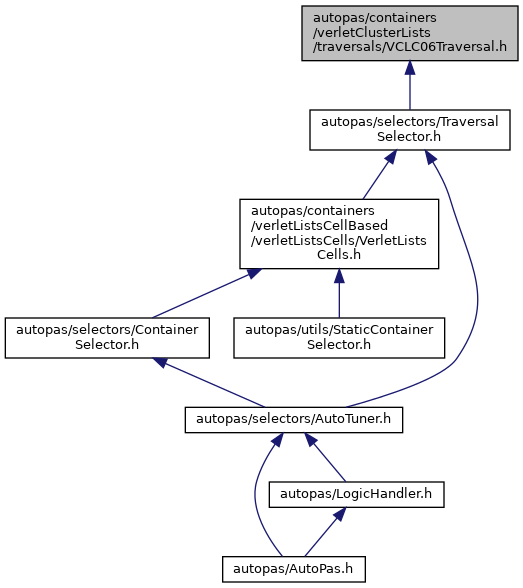 autopas/containers
/verletClusterLists
/traversals/VCLC06Traversal.h
autopas/selectors/Traversal
Selector.h
autopas/containers
/verletListsCellBased
/verletListsCells/VerletLists
Cells.h
autopas/selectors/Container
Selector.h
autopas/utils/StaticContainer
Selector.h
autopas/selectors/AutoTuner.h
autopas/LogicHandler.h
autopas/AutoPas.h